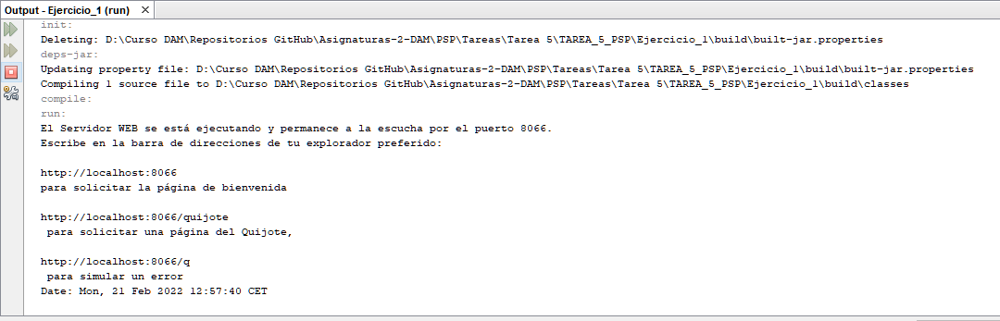 Output - Ejercicio_1 (run)
init:
Deleting: D:\Curso DAM\Repositorios GitHub\Asignaturas-2-DAM\PSP\Tareas\Tarea 5\TAREA_5_PSP\Ejercicio_1\build\built-jar.properties
deps-jar:
Updating property file: D:\Curso DAM\Repositorios GitHub\Asignaturas-2-DAM\PSP\Tareas\Tarea 5\TAREA_5_PSP\Ejercicio_1\build\built-jar.properties
Compiling 1 source file to D:\Curso DAM\Repositorios GitHub\Asignaturas-2-DAM\PSP\Tareas\Tarea 5\TAREA_5_PSP\Ejercicio_1\build\classes
compile:
run:
El Servidor WEB se está ejecutando y permanece a la escucha por el puerto 8066.
Escribe en la barra de direcciones de tu explorador preferido:
http://localhost:8066
para solicitar la página de bienvenida
http://localhost:8066/quijote
para solicitar una página del Quijote,
http://localhost:8066/q
para simular un error
Date: Mon, 21 Feb 2022 12:57:40 CET